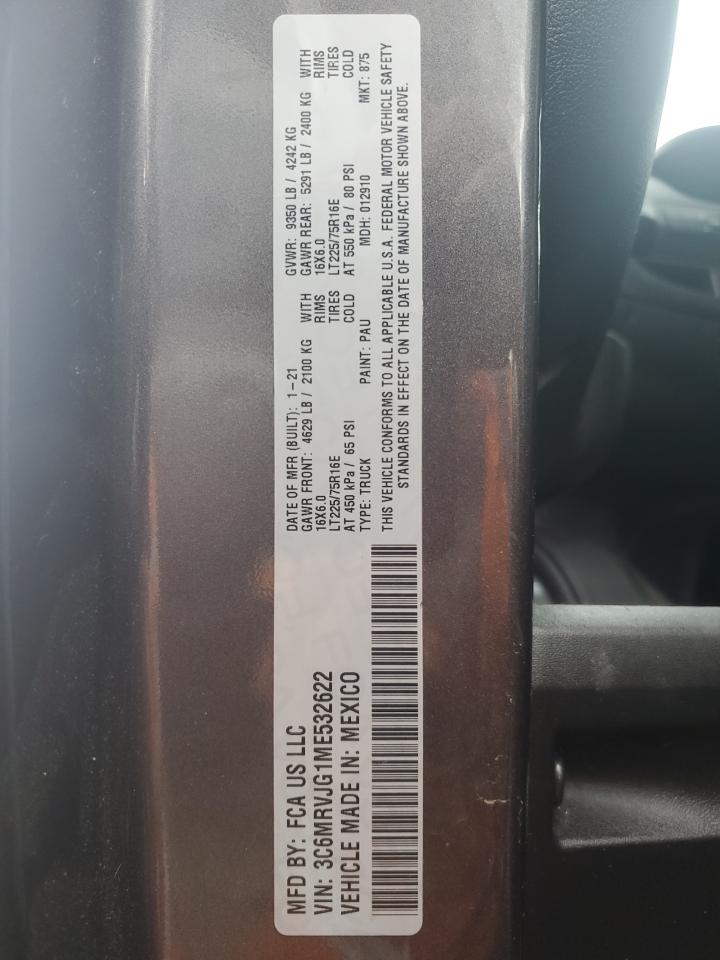 MFD BY: FCA US LLC
VIN: 3C6MRVJG1ME532622
VEHICLE MADE IN: MEXICO
DATE OF MFR (BUILT): 1-21 GVWR: 9350 LB / 4242 KG
GAWR FRONT: 4629 LB / 2100 KG WITH GAWR REAR: 5291 LB / 2400 KG WITH
16X6.0 RIMS 16X6.0 RIMS
LT225/75R16E TIRES LT225/75R16E TIRES
AT 450 kPa / 65 PSI COLD AT 550 kPa / 80 PSI COLD
TYPE: TRUCK PAINT: PAU MDH: 012910 MKT: 875
THIS VEHICLE CONFORMS TO ALL APPLICABLE U.S.A. FEDERAL MOTOR VEHICLE SAFETY
STANDARDS IN EFFECT ON THE DATE OF MANUFACTURE SHOWN ABOVE.